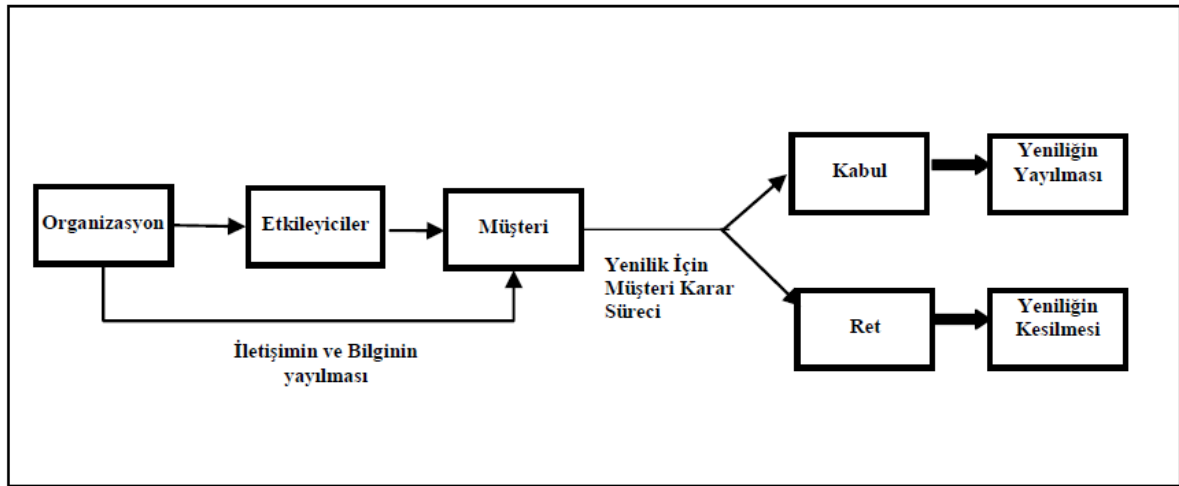 Organizasyon
Etkileyiciler
Müşteri
İletişimin ve Bilginin
yayılması
Yenilik İçin
Müşteri Karar
Süreci
Kabul
Yeniliğin
Yayılması
Ret
Yeniliğin
Kesilmesi